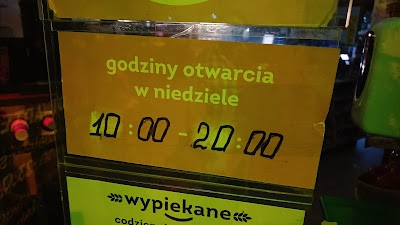 godziny otwarcia
w niedziele
10:00 - 20:00
wypiekane